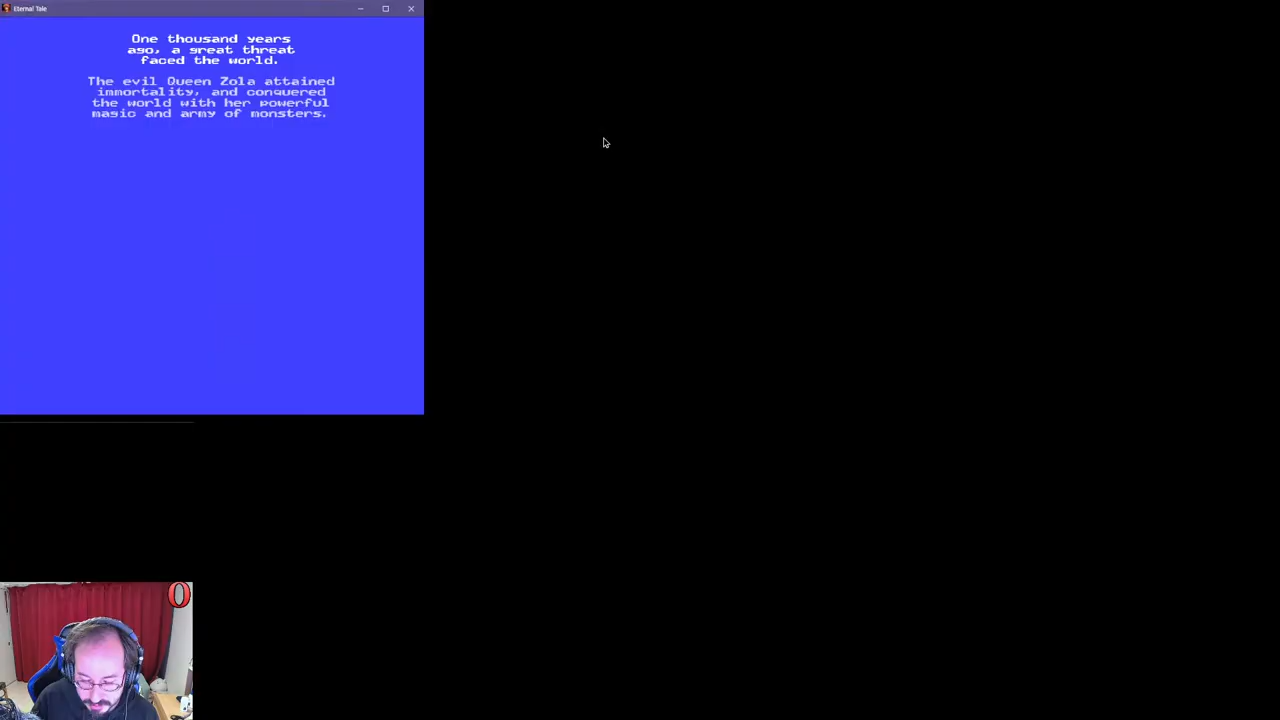 Eternal Tale
One thousand years
ago, a great threat
faced the world.
The evil Queen Zola attained
immortality, and conquered
the world with her powerful
magic and army of monsters.
0